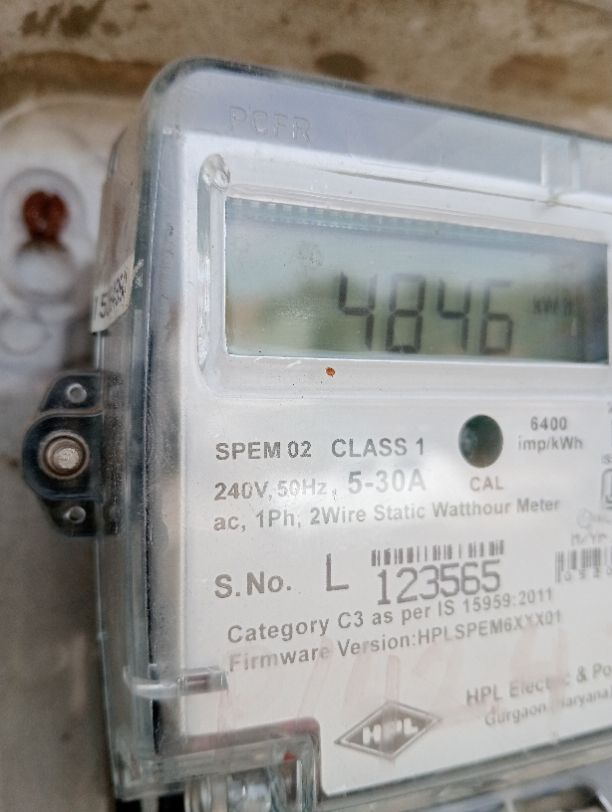 PCFR
4846 kWh
SPEM 02 CLASS 1
6400
imp/kWh
240V, 50Hz, 5-30A
CAL
ac, 1Ph, 2Wire Static Watthour Meter
S.No. L 123565
Category C3 as per IS 15959:2011
Firmware Version:HPLSPEM6XXX01
HPL
HPL Electric & Po
Gurgaon, Haryana